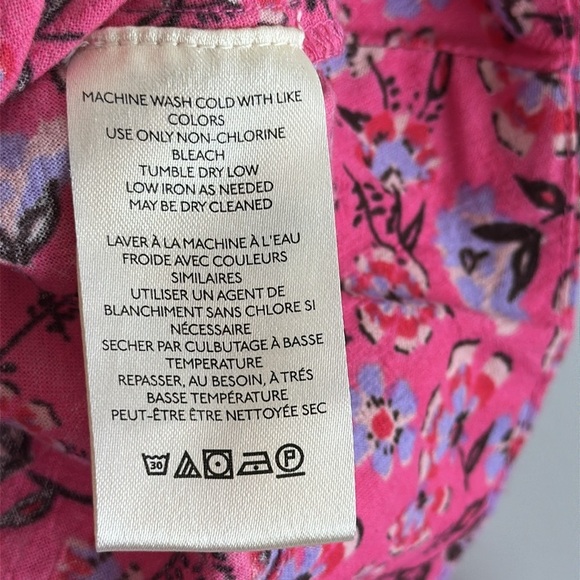 MACHINE WASH COLD WITH LIKE
COLORS
USE ONLY NON-CHLORINE
BLEACH
TUMBLE DRY LOW
LOW IRON AS NEEDED
MAY BE DRY CLEANED
LAVER À LA MACHINE À L'EAU
FROIDE AVEC COULEURS
SIMILAIRES
UTILISER UN AGENT DE
BLANCHIMENT SANS CHLORE SI
NÉCESSAIRE
SECHER PAR CULBUTAGE À BASSE
TEMPERATURE
REPASSER, AU BESOIN, À TRÉS
BASSE TEMPÉRATURE
PEUT-ÊTRE ÊTRE NETTOYÉE SEC
30 P